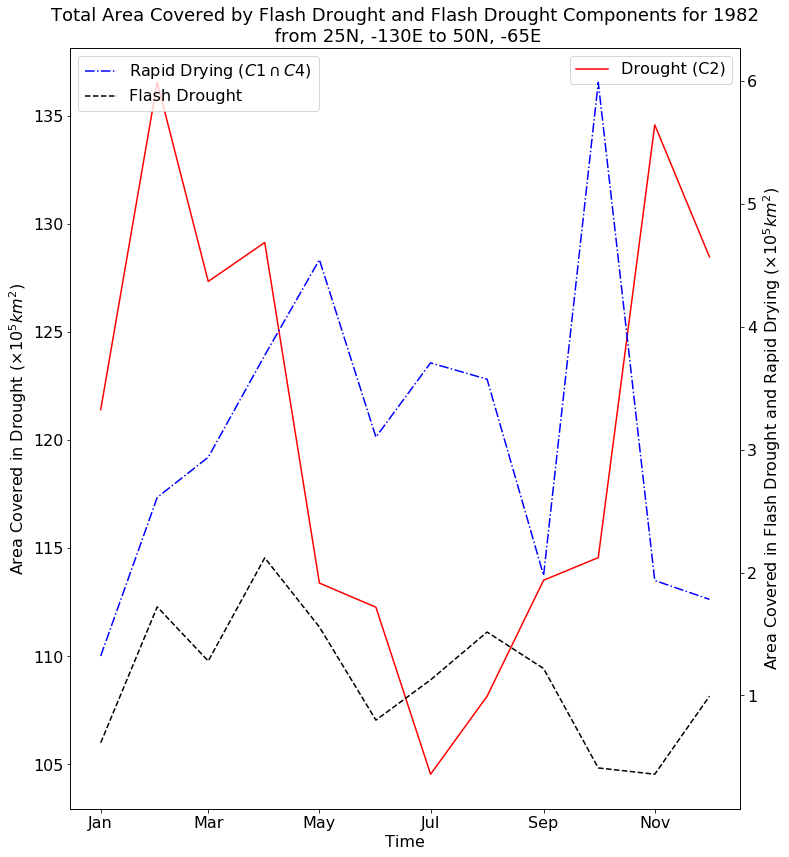 Total Area Covered by Flash Drought and Flash Drought Components for 1982
from 25N, -130E to 50N, -65E
Rapid Drying (C1 ∩ C4)
Flash Drought
Drought (C2)
Area Covered in Drought (×10⁵km²)
135
130
125
120
115
110
105
Area Covered in Flash Drought and Rapid Drying (×10⁵km²)
6
5
4
3
2
1
Jan Mar May Jul Sep Nov
Time